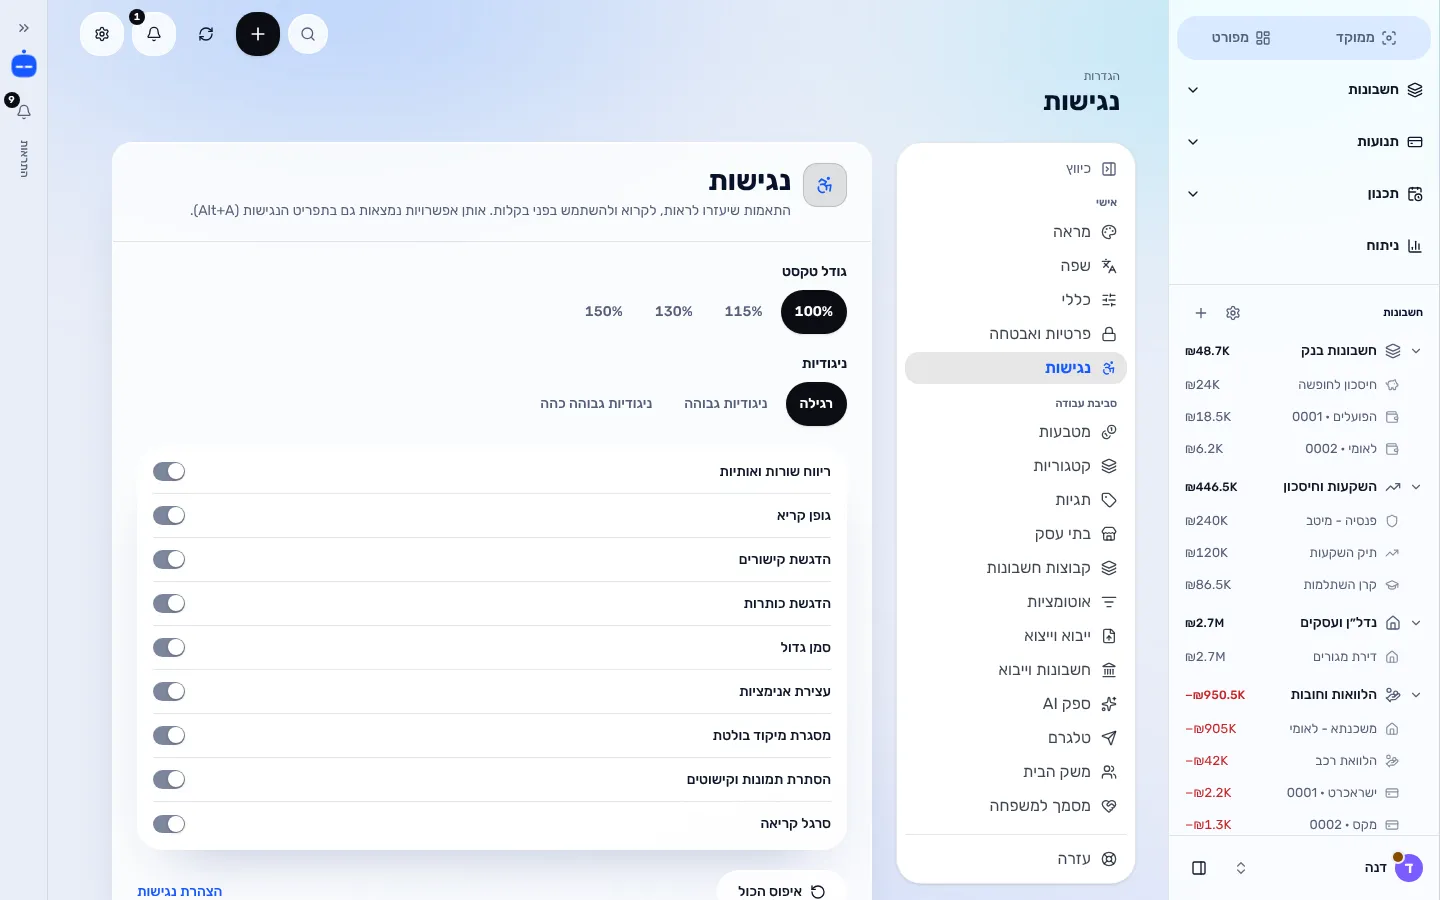 ממוקד
מפורט
חשבונות
תנועות
תכנון
ניתוח
חשבונות
חשבונות בנק ₪48.7K
חיסכון לחופשה ₪24K
הפועלים • 0001 ₪18.5K
לאומי • 0002 ₪6.2K
השקעות וחיסכון ₪446.5K
פנסיה - מיטב ₪240K
תיק השקעות ₪120K
קרן השתלמות ₪86.5K
נדל״ן ועסקים ₪2.7M
דירת מגורים ₪2.7M
הלוואות וחובות −₪950.5K
משכנתא - לאומי −₪905K
הלוואת רכב −₪42K
ישראכרט • 0001 −₪2.2K
מקס • 0002 −₪1.3K
ד
דנה
הגדרות
נגישות
כיווץ
אישי
מראה
שפה
כללי
פרטיות ואבטחה
נגישות
סביבת עבודה
מטבעות
קטגוריות
תגיות
בתי עסק
קבוצות חשבונות
אוטומציות
ייבוא וייצוא
חשבונות וייבוא
ספק AI
טלגרם
משק הבית
מסמך למשפחה
עזרה
1
נגישות
התאמות שיעזרו לראות, לקרוא ולהשתמש בפני בקלות. אותן אפשרויות נמצאות גם בתפריט הנגישות (Alt+A).
גודל טקסט
100% 115% 130% 150%
ניגודיות
רגילה ניגודיות גבוהה ניגודיות גבוהה כהה
ריווח שורות ואותיות
גופן קריא
הדגשת קישורים
הדגשת כותרות
סמן גדול
עצירת אנימציות
מסגרת מיקוד בולטת
הסתרת תמונות וקישוטים
סרגל קריאה
איפוס הכול
הצהרת נגישות
9
התראות